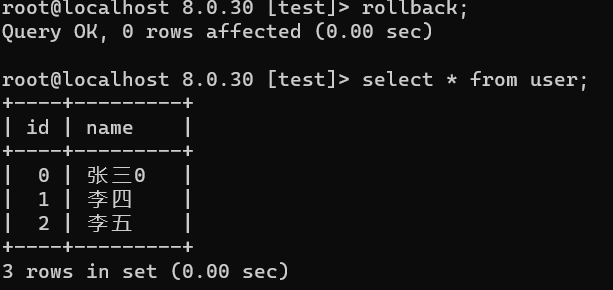 root@localhost 8.0.30 [test]> rollback;
Query OK, 0 rows affected (0.00 sec)
root@localhost 8.0.30 [test]> select * from user;
+----+---------+
| id | name    |
+----+---------+
|  0 | 张三0   |
|  1 | 李四    |
|  2 | 李五    |
+----+---------+
3 rows in set (0.00 sec)